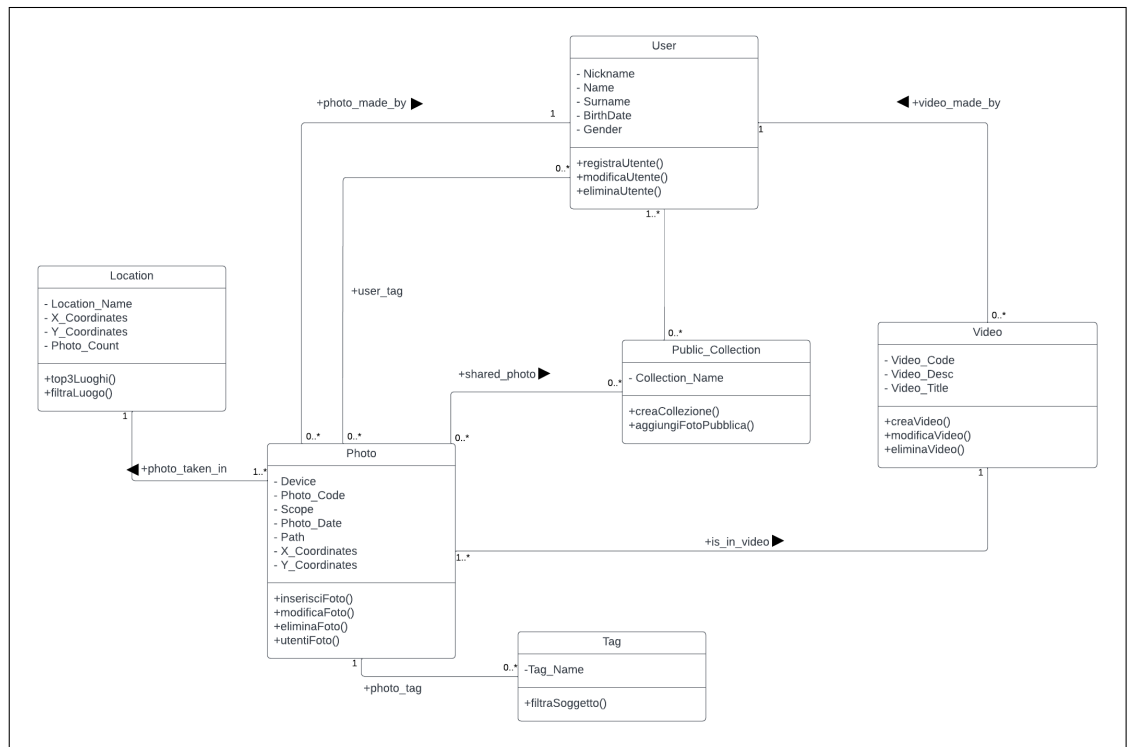 User
- Nickname
- Name
- Surname
- BirthDate
- Gender
+registraUtente()
+modificaUtente()
+eliminaUtente()
+photo_made_by
1
+video_made_by
1
0..*
1..*
+user_tag
Location
- Location_Name
- X_Coordinates
- Y_Coordinates
- Photo_Count
+top3Luoghi()
+filtraLuogo()
1
0..*
Public_Collection
- Collection_Name
+creaCollezione()
+aggiungiFotoPubblica()
0..*
Video
- Video_Code
- Video_Desc
- Video_Title
+creaVideo()
+modificaVideo()
+eliminaVideo()
1
+shared_photo
0..*
0..*
0..*
0..*
+photo_taken_in
1..*
Photo
- Device
- Photo_Code
- Scope
- Photo_Date
- Path
- X_Coordinates
- Y_Coordinates
+inserisciFoto()
+modificaFoto()
+eliminaFoto()
+utentiFoto()
+is_in_video
1..*
1
+photo_tag
0..*
Tag
-Tag_Name
+filtraSoggetto()